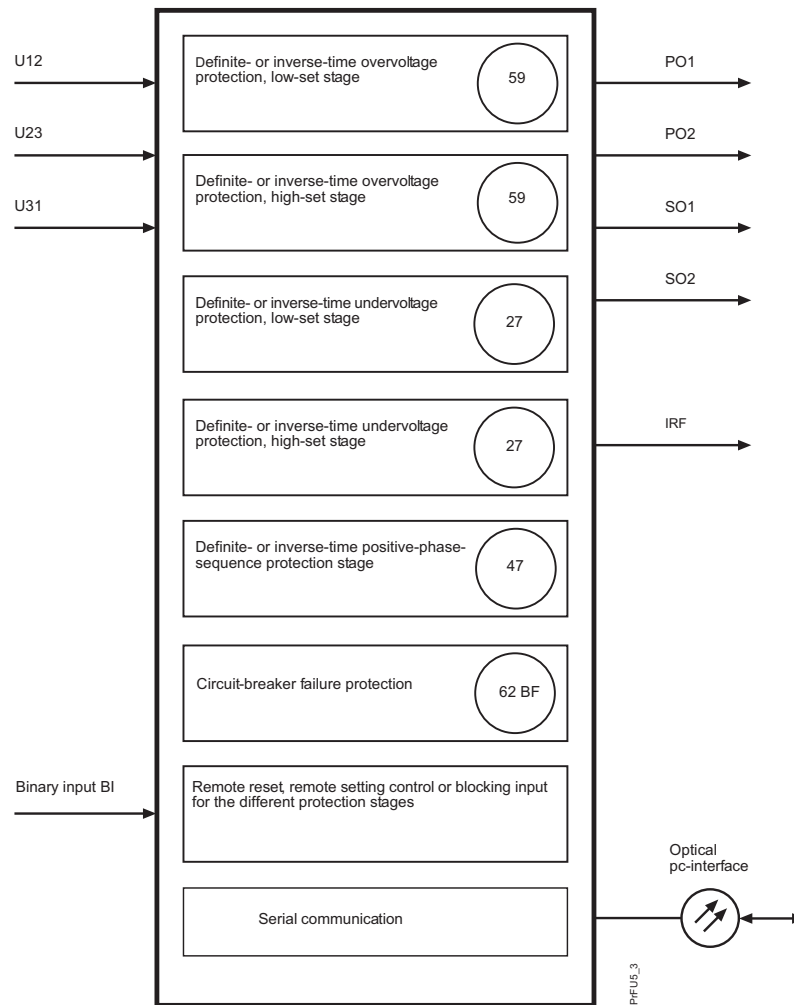 U12
U23
U31
Definite- or inverse-time overvoltage
protection, low-set stage
59
Definite- or inverse-time overvoltage
protection, high-set stage
59
Definite- or inverse-time undervoltage
protection, low-set stage
27
Definite- or inverse-time undervoltage
protection, high-set stage
27
Definite- or inverse-time positive-phase-
sequence protection stage
47
Circuit-breaker failure protection
62 BF
Binary input BI
Remote reset, remote setting control or blocking input
for the different protection stages
Serial communication
PO1
PO2
SO1
SO2
IRF
Optical
pc-interface
PrFU5_3